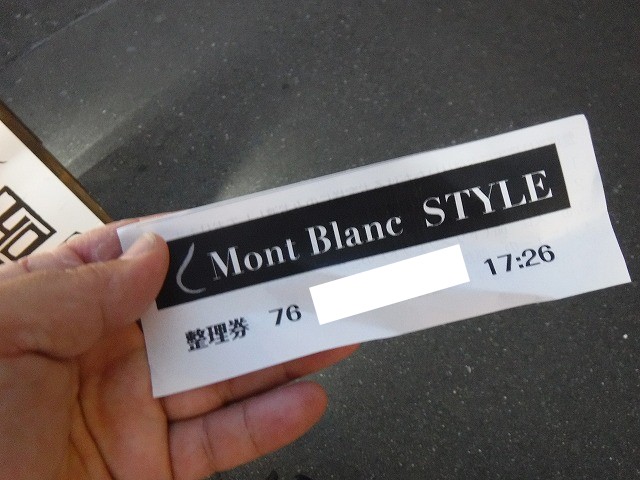 Mont Blanc STYLE
整理券 76 17:26